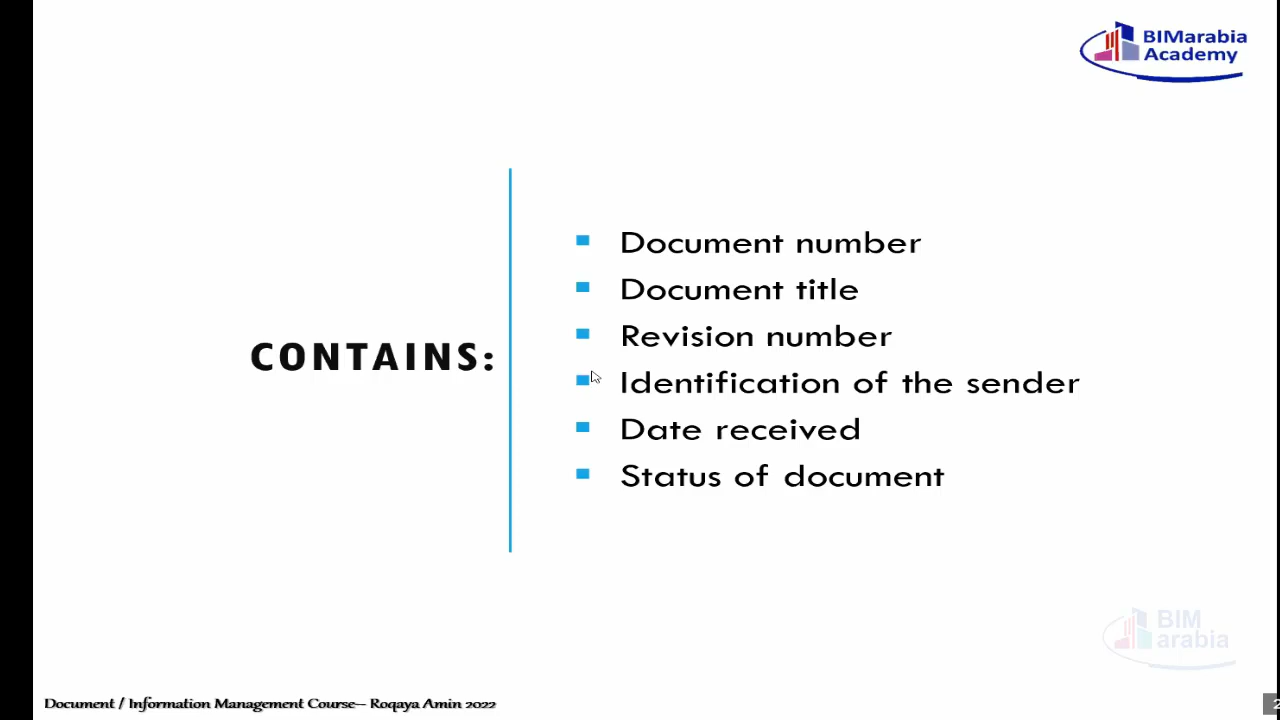 BIMarabia
Academy
CONTAINS:
Document number
Document title
Revision number
Identification of the sender
Date received
Status of document
BIM
arabia
Document / Information Management Course-- Roqaya Amin 2022